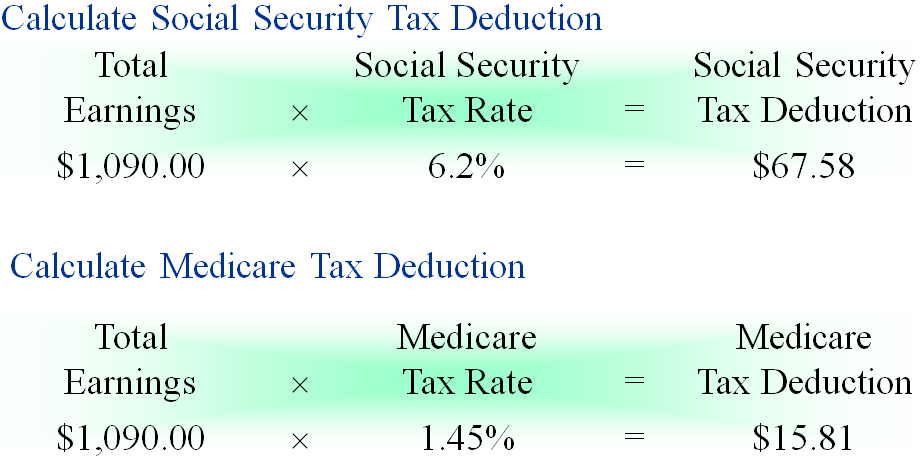 Calculate Social Security Tax Deduction
Total Social Security Social Security
Earnings × Tax Rate = Tax Deduction
$1,090.00 × 6.2% = $67.58
Calculate Medicare Tax Deduction
Total Medicare Medicare
Earnings × Tax Rate = Tax Deduction
$1,090.00 × 1.45% = $15.81